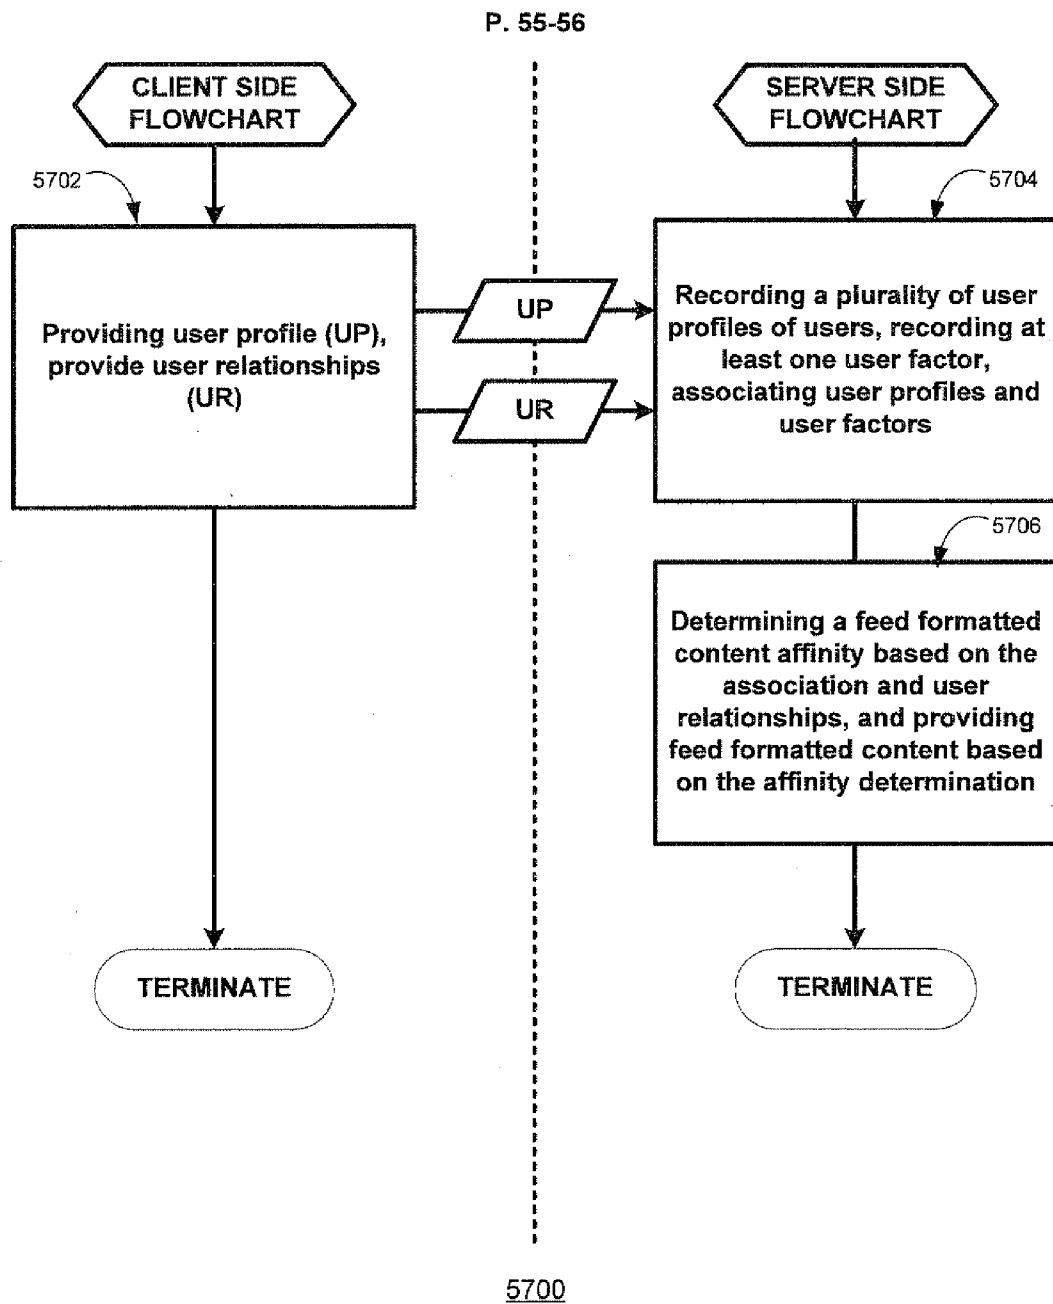 P. 55-56
CLIENT SIDE
FLOWCHART
5702
Providing user profile (UP),
provide user relationships
(UR)
UP
UR
TERMINATE
SERVER SIDE
FLOWCHART
5704
Recording a plurality of user
profiles of users, recording at
least one user factor,
associating user profiles and
user factors
5706
Determining a feed formatted
content affinity based on the
association and user
relationships, and providing
feed formatted content based
on the affinity determination
TERMINATE
5700